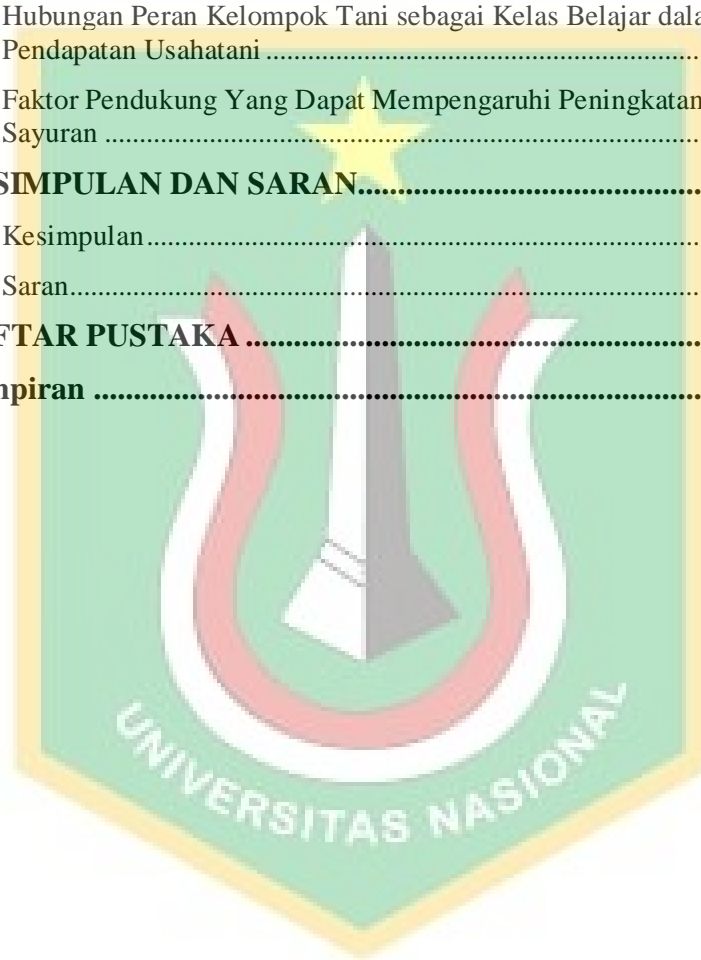 Hubungan Peran Kelompok Tani sebagai Kelas Belajar dala
Pendapatan Usahatani ................................................................
Faktor Pendukung Yang Dapat Mempengaruhi Peningkatan
Sayuran ................................................................................
SIMPULAN DAN SARAN................................................
Kesimpulan................................................................................
Saran................................................................................
FTAR PUSTAKA ................................................................
mpiran ................................................................................
UNIVERSITAS NASIONAL